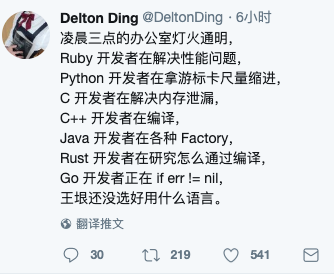 Delton Ding @DeltonDing · 6小时
凌晨三点的办公室灯火通明，
Ruby 开发者在解决性能问题，
Python 开发者在拿游标卡尺量缩进，
C 开发者在解决内存泄漏，
C++ 开发者在编译，
Java 开发者在各种 Factory，
Rust 开发者在研究怎么通过编译，
Go 开发者正在 if err != nil，
王垠还没选好用什么语言。
翻译推文
30 219 541